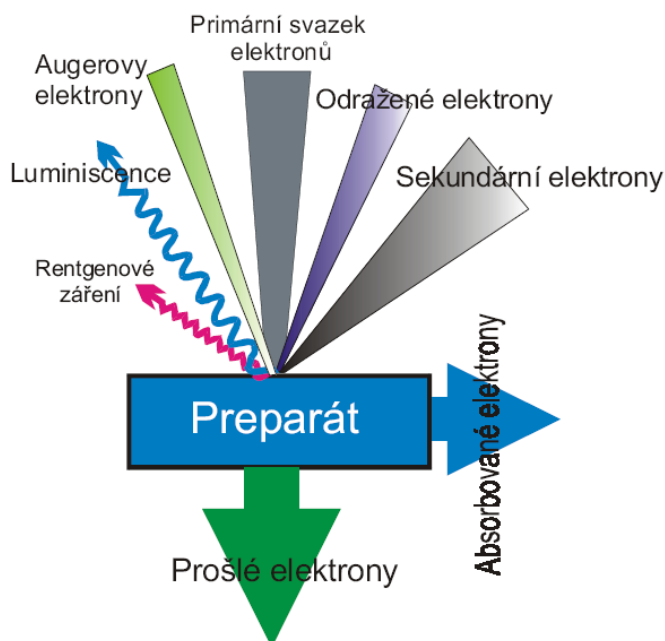 Primární svazek
elektronů
Augerovy
elektrony
Odražené elektrony
Luminiscence
Sekundární elektrony
Rentgenové
záření
Absorbované elektrony
Preparát
Prošlé elektrony